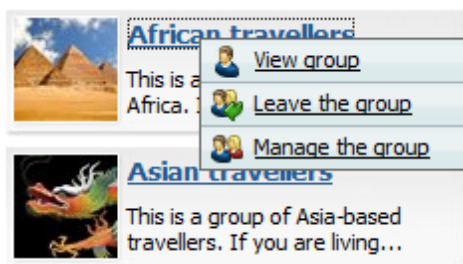 African travellers
View group
This is a
Africa.
Leave the group
Manage the group
Asian travellers
This is a group of Asia-based
travellers. If you are living...